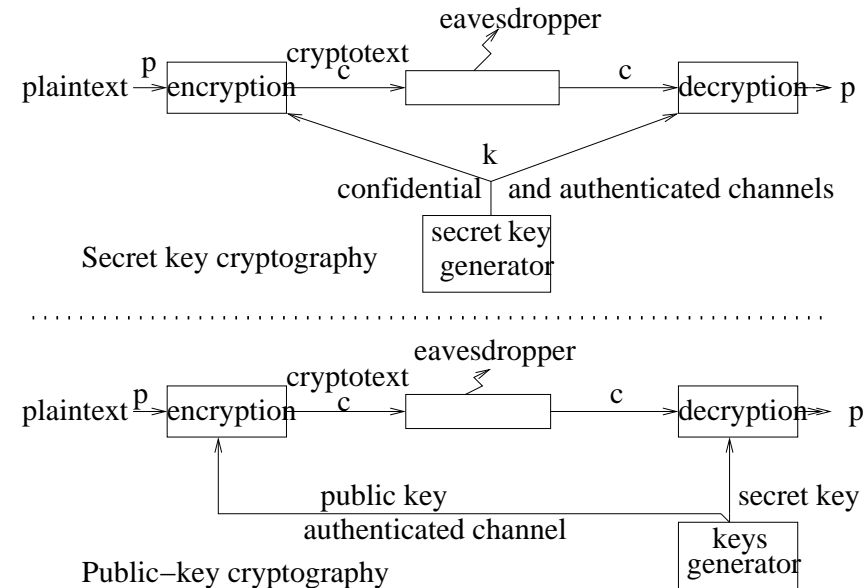 eavesdropper
cryptotext
p
c
c
plaintext
encryption
decryption
p
k
confidential and authenticated channels
secret key
generator
Secret key cryptography
eavesdropper
cryptotext
p
c
c
plaintext
encryption
decryption
p
public key
secret key
authenticated channel
keys
generator
Public-key cryptography